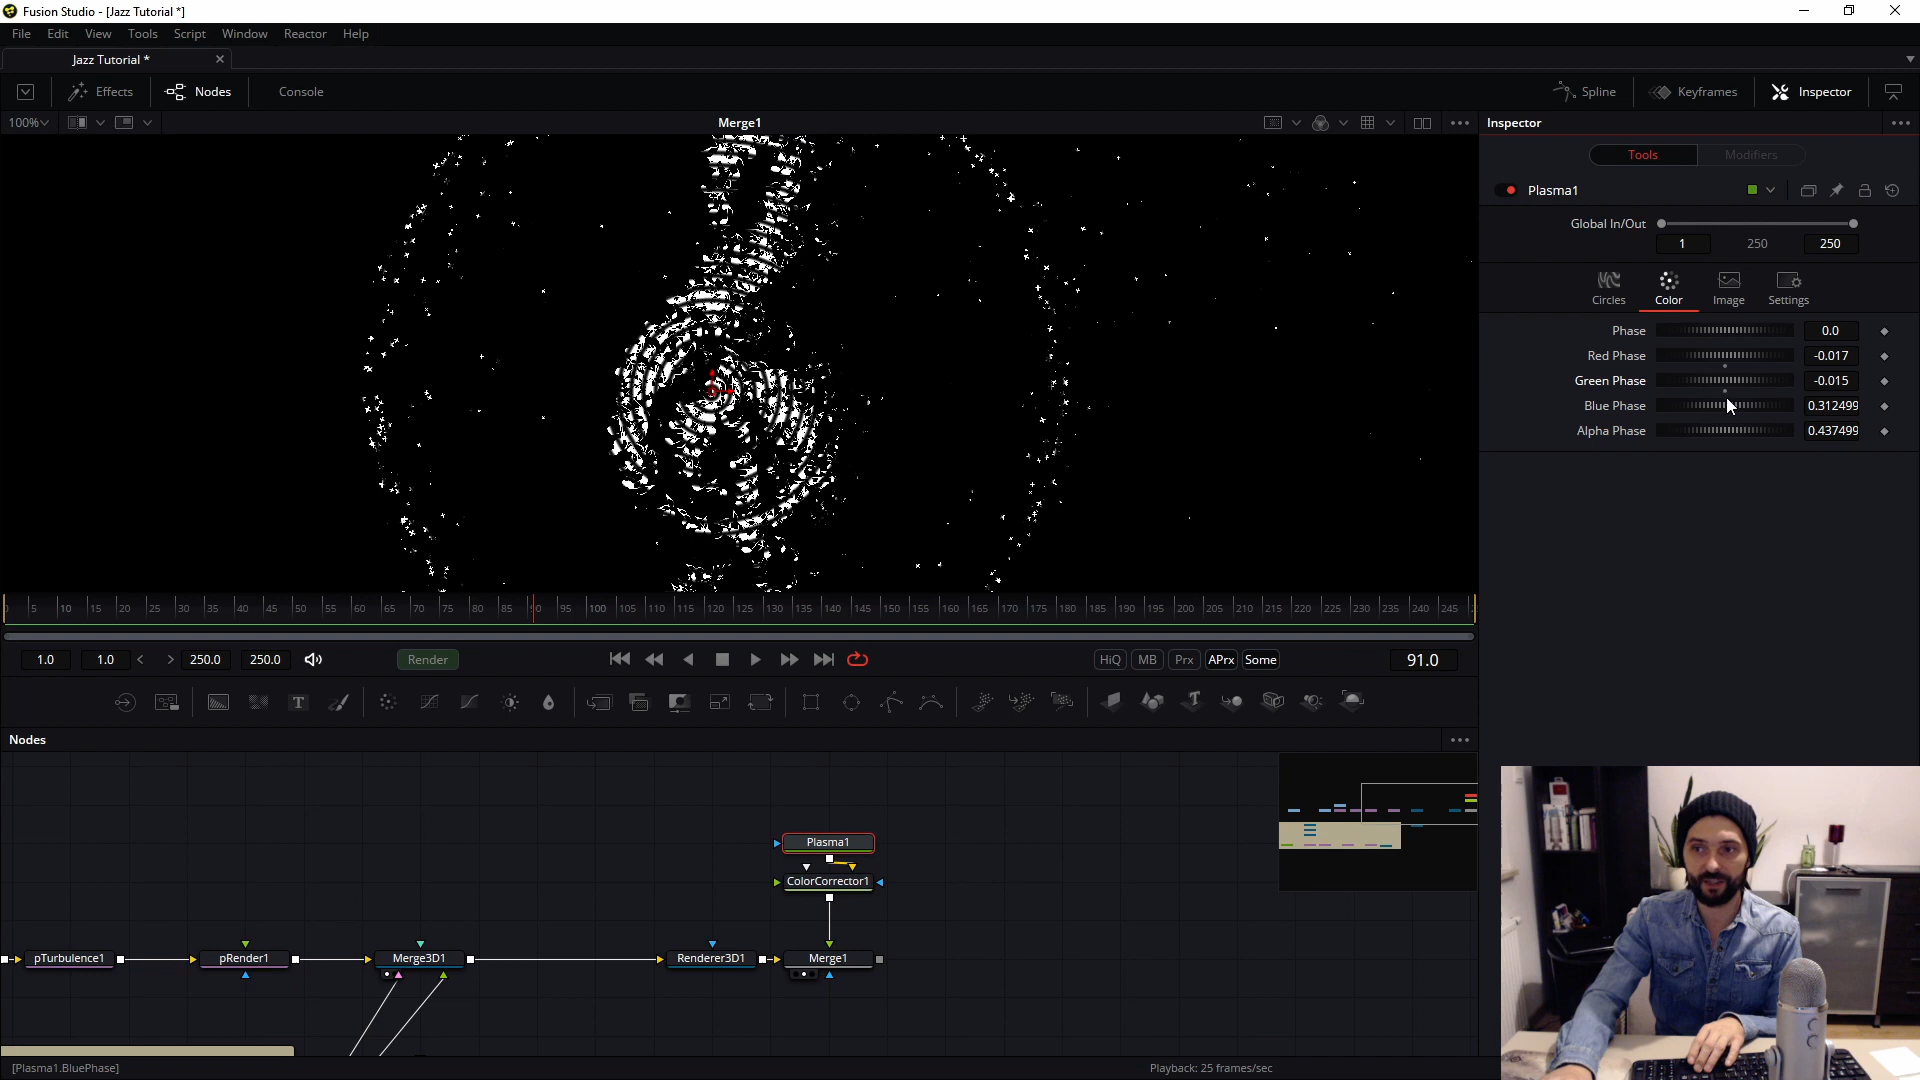 Fusion Studio - [Jazz Tutorial *]
File Edit View Tools Script Window Reactor Help
Jazz Tutorial *
Effects Nodes Console Spline Keyframes Inspector
100% Merge1 Inspector
Tools Modifiers
Plasma1
Global In/Out
1 250 250
Circles Color Image Settings
Phase 0.0
Red Phase -0.017
Green Phase -0.015
Blue Phase 0.312499
Alpha Phase 0.437499
5 10 15 20 25 30 35 40 45 50 55 60 65 70 75 80 85 90 95 100 105 110 115 120 125 130 135 140 145 150 155 160 165 170 175 180 185 190 195 200 205 210 215 220 225 230 235 240 245
1.0 1.0 < > 250.0 250.0 Render HiQ MB Prx APrx Some 91.0
Nodes
Plasma1
ColorCorrector1
pTurbulence1 pRender1 Merge3D1 Renderer3D1 Merge1
[Plasma1.BluePhase] Playback: 25 frames/sec